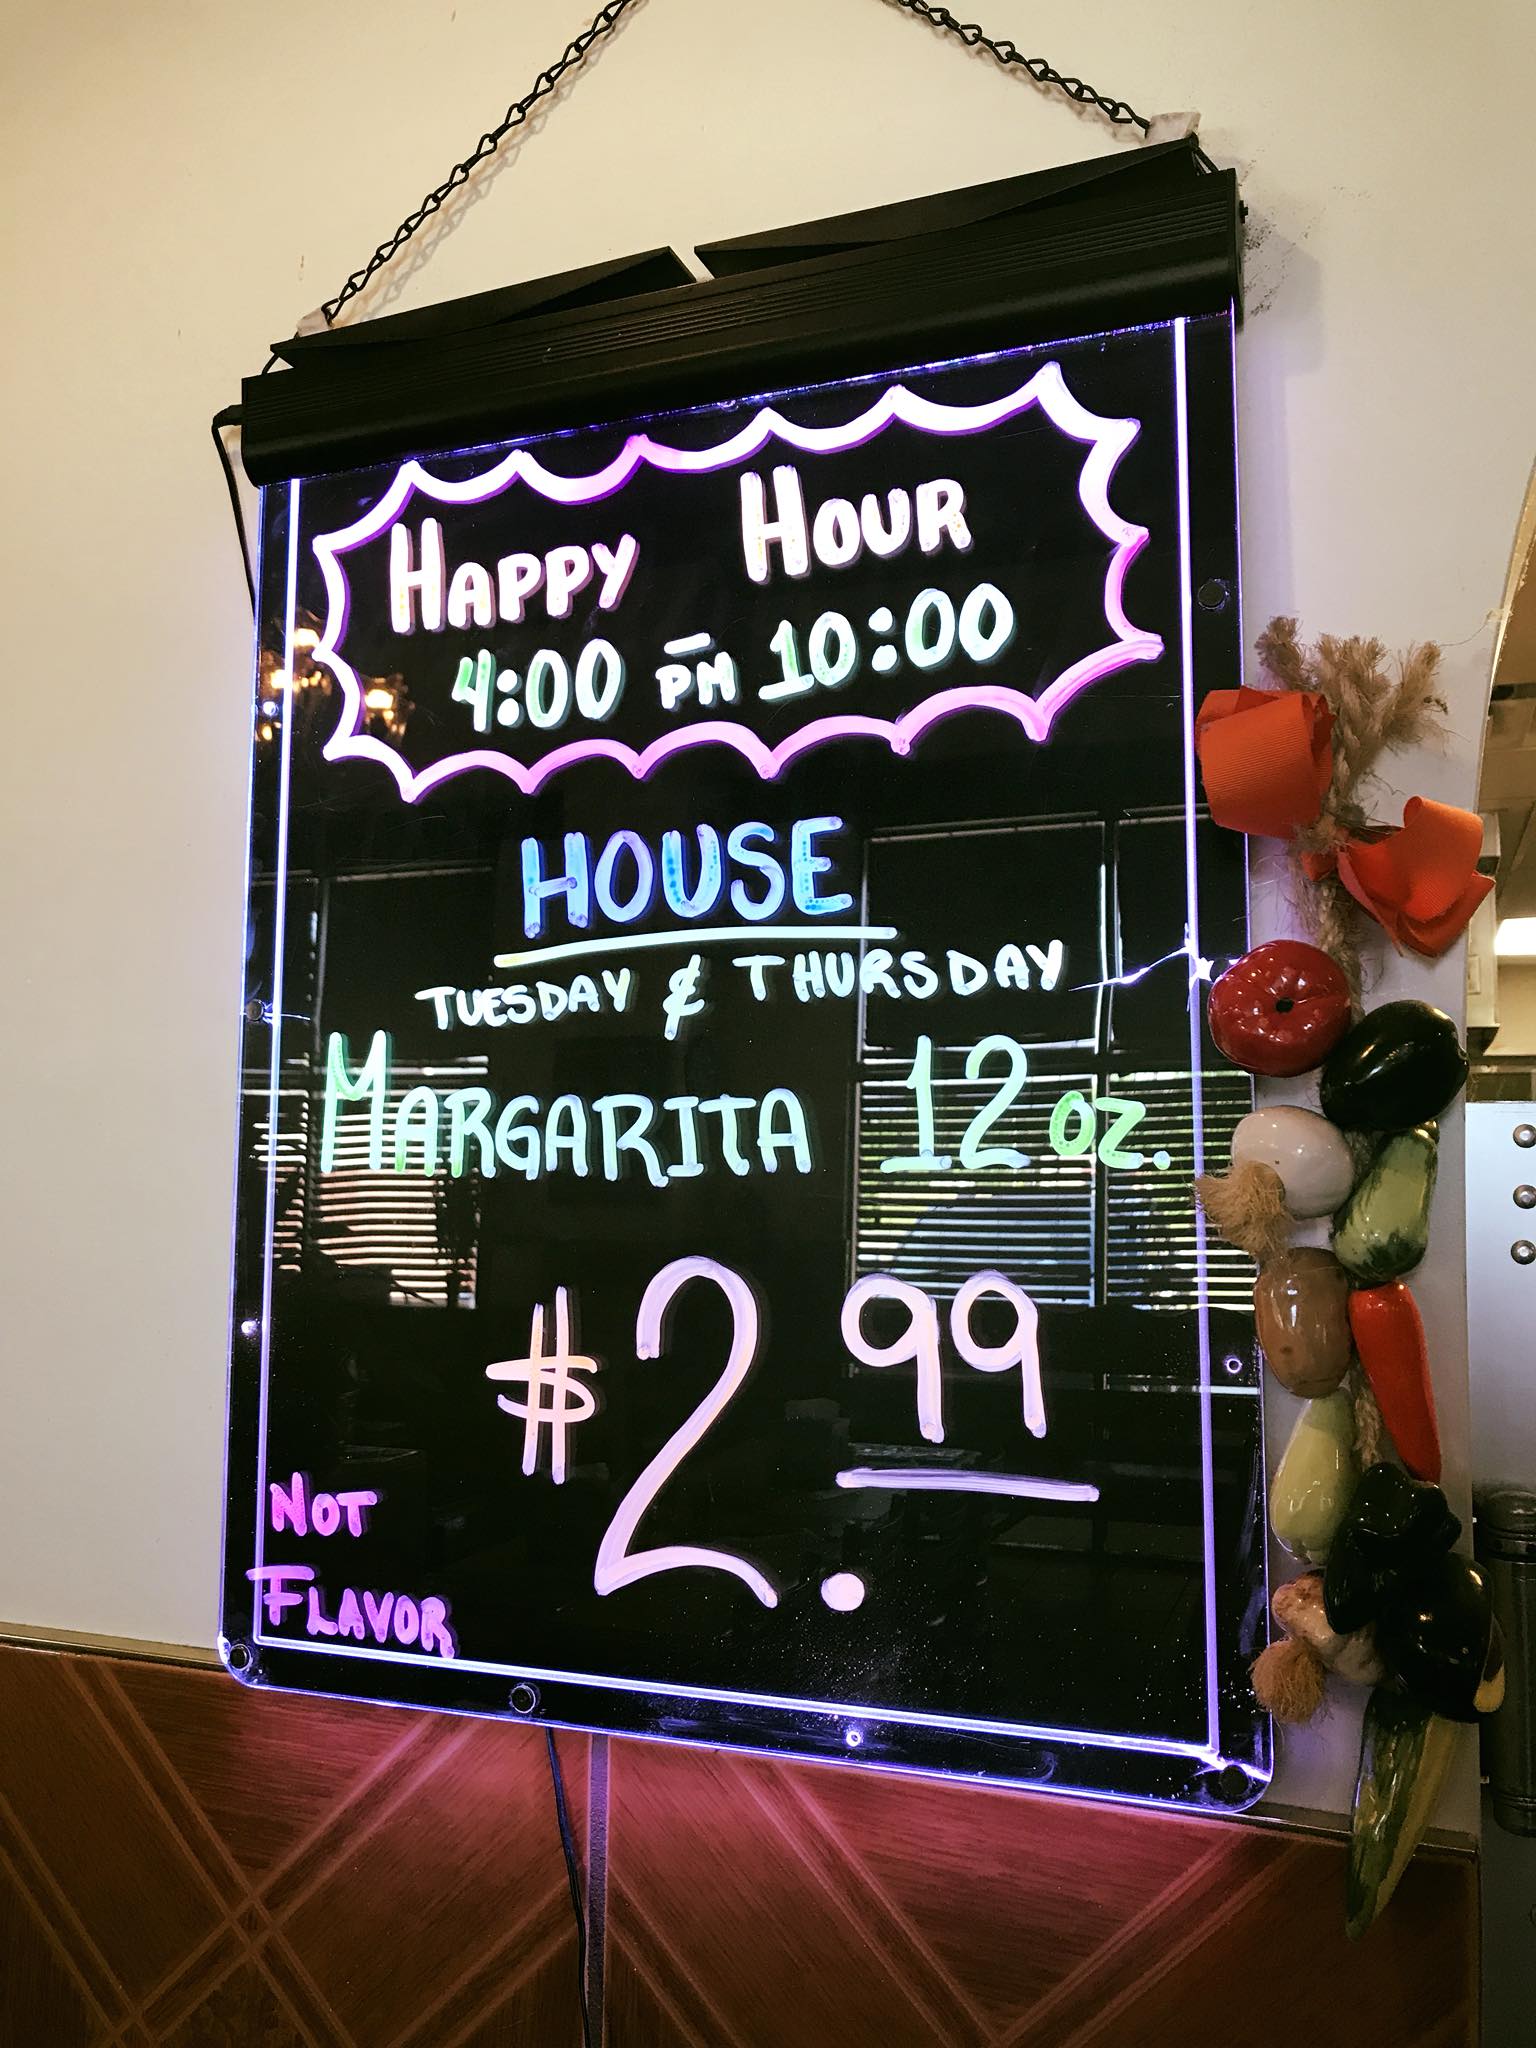 HAPPY HOUR
4:00 PM 10:00
HOUSE
TUESDAY & THURSDAY
MARGARITA 12 oz.
$2.99
NOT
FLAVOR